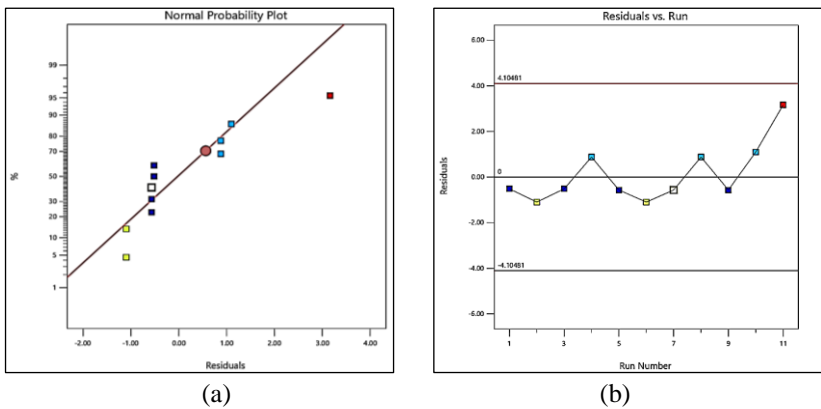 Normal Probability Plot
%
99
95
90
80
70
50
30
20
10
5
1
-2.00 -1.00 0.00 1.00 2.00 3.00 4.00
Residuals
(a)
Residuals vs. Run
Residuals
6.00
4.10481
4.00
2.00
0
0.00
-2.00
-4.10481
-4.00
-6.00
1 3 5 7 9 11
Run Number
(b)